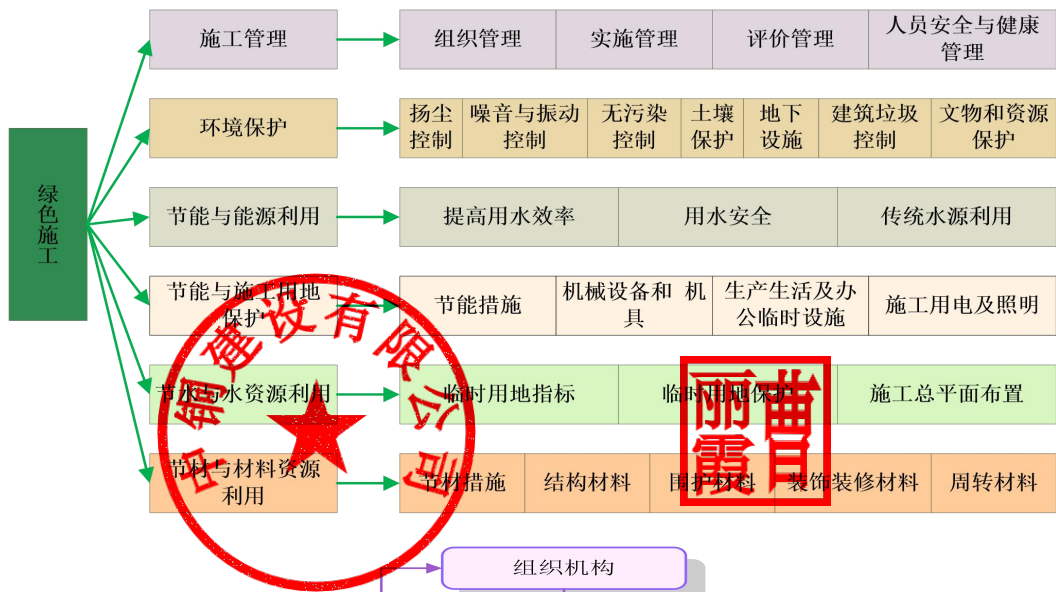 绿色施工
施工管理
组织管理
实施管理
评价管理
人员安全与健康
管理
环境保护
扬尘
控制
噪音与振动
控制
无污染
控制
土壤
保护
地下
设施
建筑垃圾
控制
文物和资源
保护
节能与能源利用
提高用水效率
用水安全
传统水源利用
节能与施工用地
保护
节能措施
机械设备和 机
具
生产生活及办
公临时设施
施工用电及照明
节水与水资源利用
临时用地指标
临时用地保护
施工总平面布置
节材与材料资源
利用
节材措施
结构材料
围护材料
装饰装修材料
周转材料
中铜建设有限公司
曹丽霞
组织机构